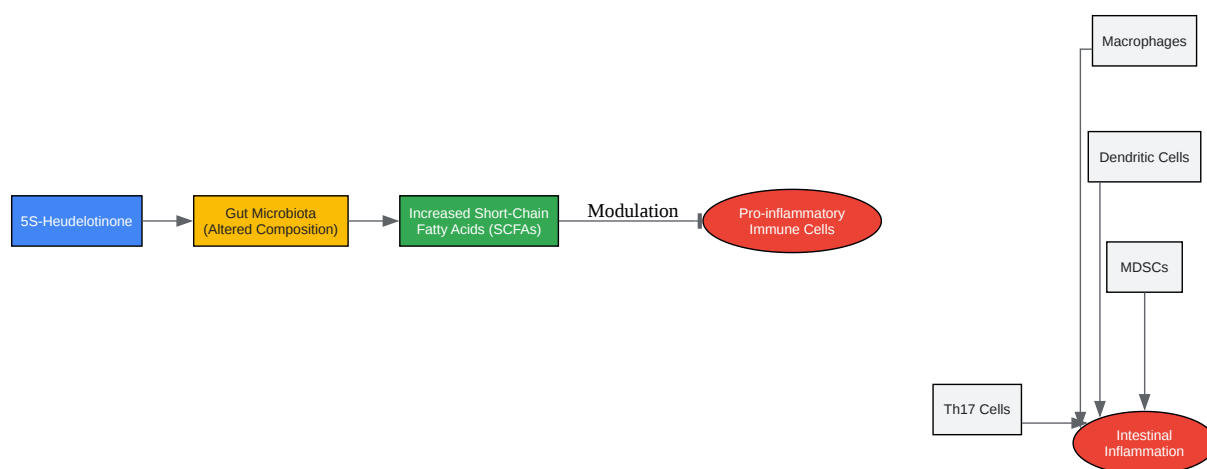 Macrophages
Dendritic Cells
5S-Heudelotinone
Gut Microbiota
(Altered Composition)
Increased Short-Chain
Fatty Acids (SCFAs)
Modulation
Pro-inflammatory
Immune Cells
MDSCs
Th17 Cells
Intestinal
Inflammation